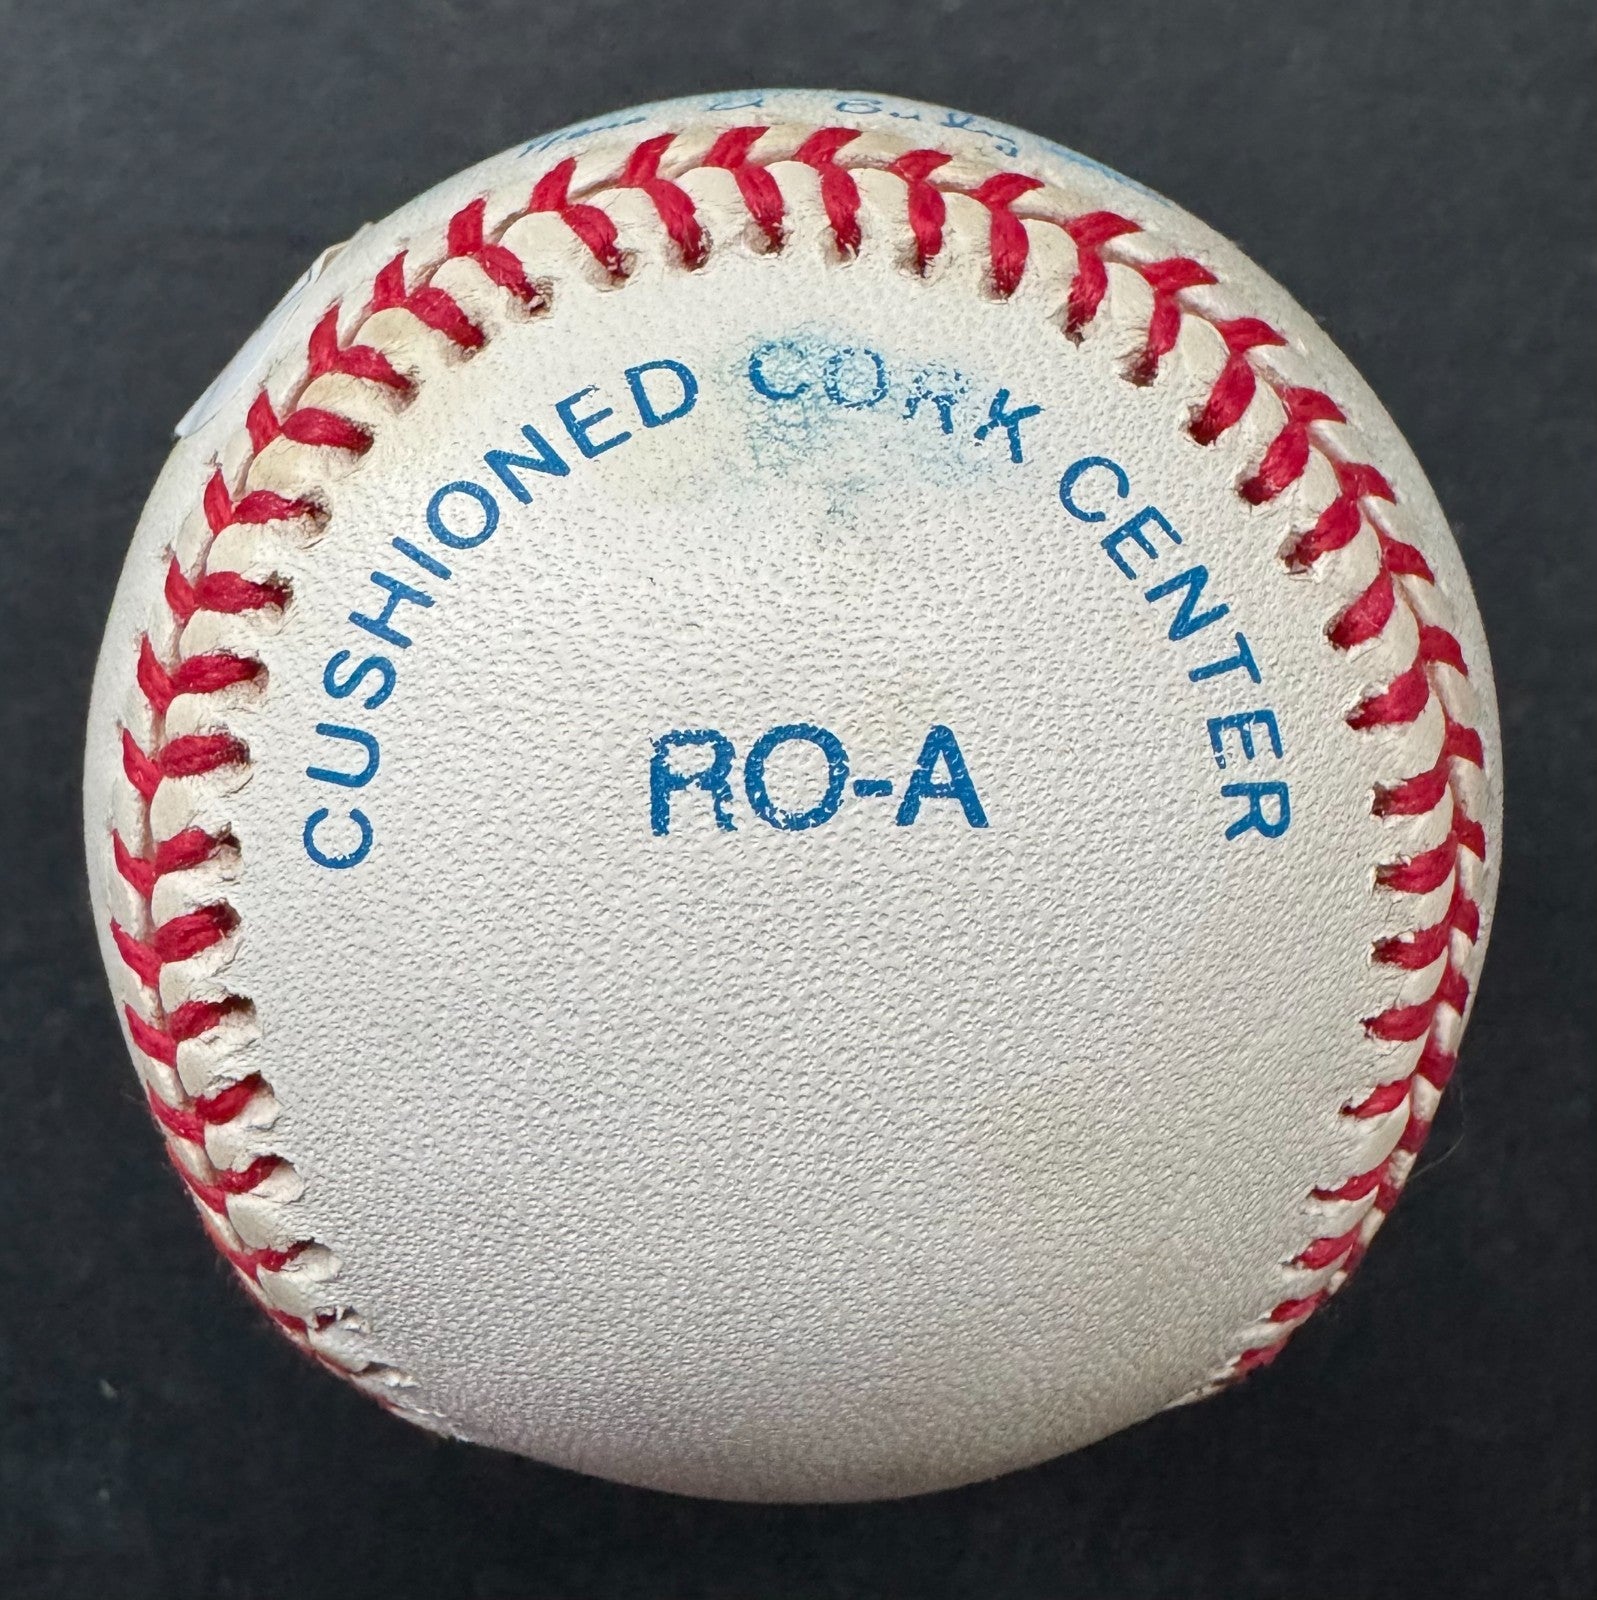 CUSHIONED CORK CENTER
RO-A